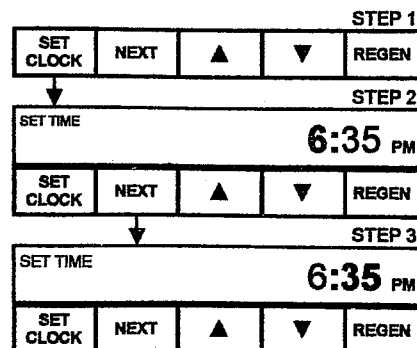 STEP 1
SET CLOCK NEXT ▲ ▼ REGEN
STEP 2
SET TIME
6:35 PM
SET CLOCK NEXT ▲ ▼ REGEN
STEP 3
SET TIME
6:35 PM
SET CLOCK NEXT ▲ ▼ REGEN